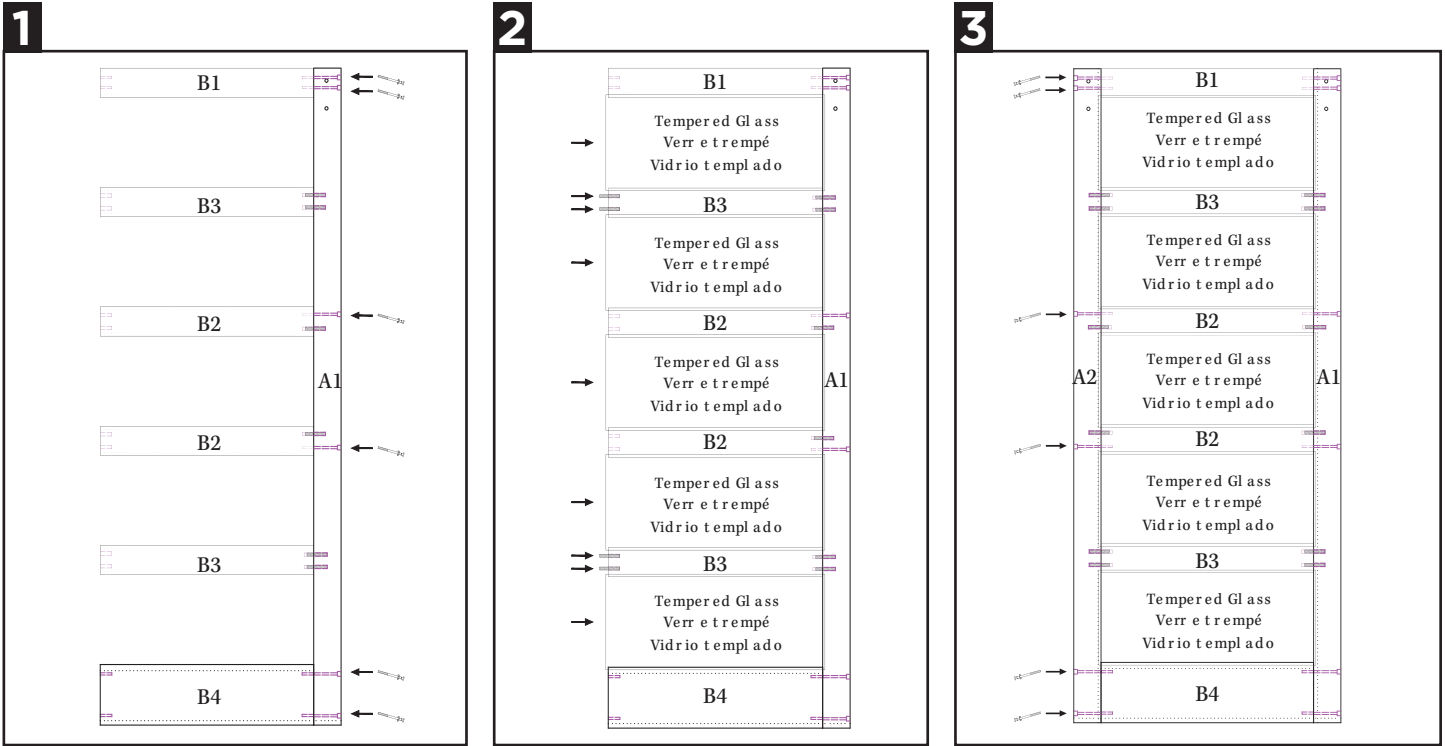 1
B1
B3
B2
A1
B2
B3
B4
2
B1
Tempered Glass
Verre trempé
Vidrio templado
B3
Tempered Glass
Verre trempé
Vidrio templado
B2
Tempered Glass
Verre trempé
Vidrio templado
A1
B2
Tempered Glass
Verre trempé
Vidrio templado
B3
Tempered Glass
Verre trempé
Vidrio templado
B4
3
B1
Tempered Glass
Verre trempé
Vidrio templado
B3
Tempered Glass
Verre trempé
Vidrio templado
B2
A2
Tempered Glass
Verre trempé
Vidrio templado
A1
B2
Tempered Glass
Verre trempé
Vidrio templado
B3
Tempered Glass
Verre trempé
Vidrio templado
B4